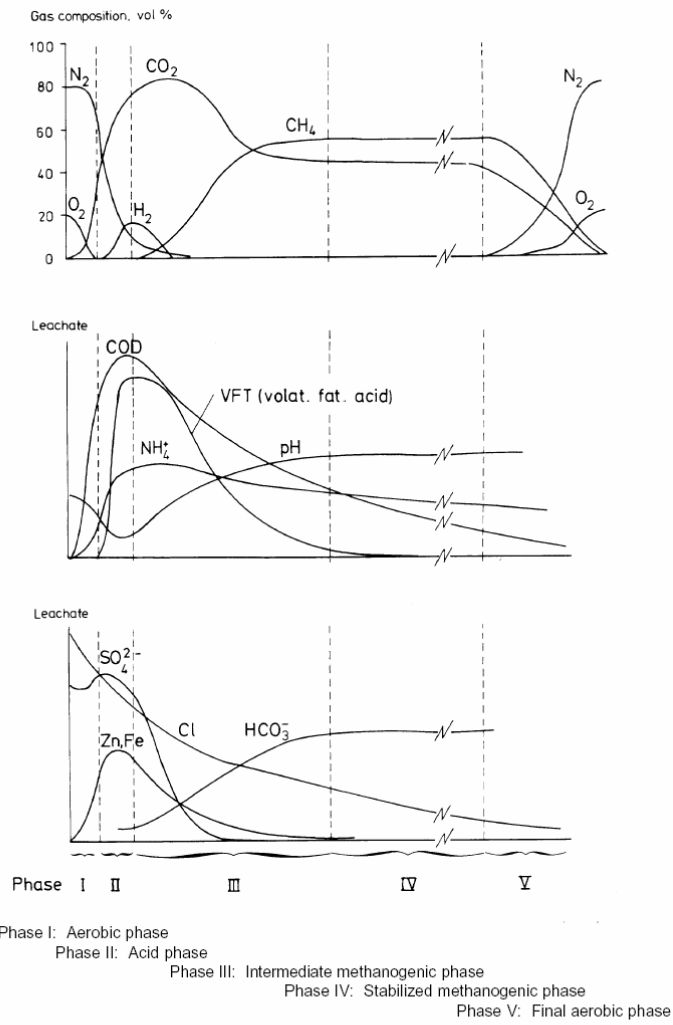 Gas composition, vol %
100
80
60
40
20
0
N₂
O₂
CO₂
H₂
CH₄
N₂
O₂
Leachate
COD
VFT (volat. fat. acid)
NH₄⁺
pH
Leachate
SO₄²⁻
Zn,Fe
Cl
HCO₃⁻
Phase I II III IV V
Phase I: Aerobic phase
Phase II: Acid phase
Phase III: Intermediate methanogenic phase
Phase IV: Stabilized methanogenic phase
Phase V: Final aerobic phase